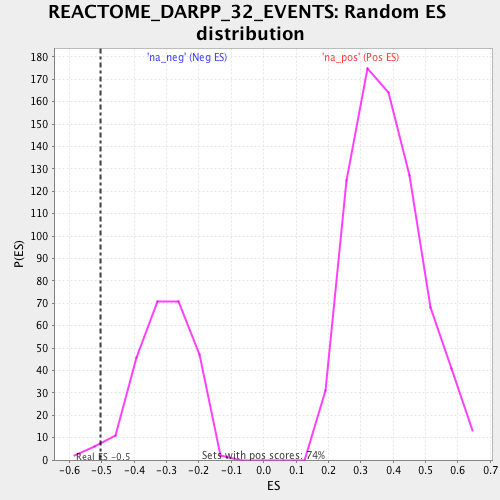 REACTOME_DARPP_32_EVENTS: Random ES
distribution
'na_neg' (Neg ES)
'na_pos' (Pos ES)
P(ES)
180
170
160
150
140
130
120
110
100
90
80
70
60
50
40
30
20
10
0
Real ES -0.5
Sets with pos scores: 74%
-0.6 -0.5 -0.4 -0.3 -0.2 -0.1 0.0 0.1 0.2 0.3 0.4 0.5 0.6 0.7
ES